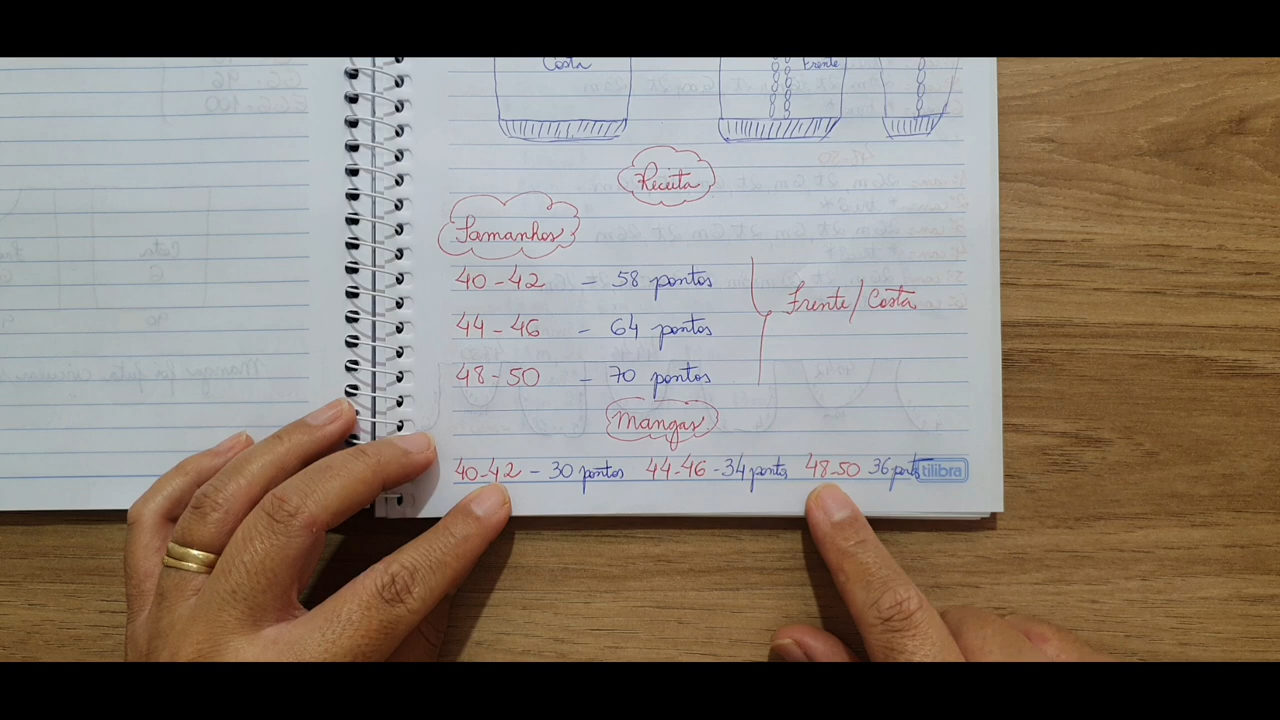 Costa Frente
Receita
Tamanhos
40-42 - 58 pontos
44-46 - 64 pontos
48-50 - 70 pontos
Frente/Costa
Mangas
40-42 - 30 pontos 44-46 - 34 pontos 48-50 36 ponts
tilibra